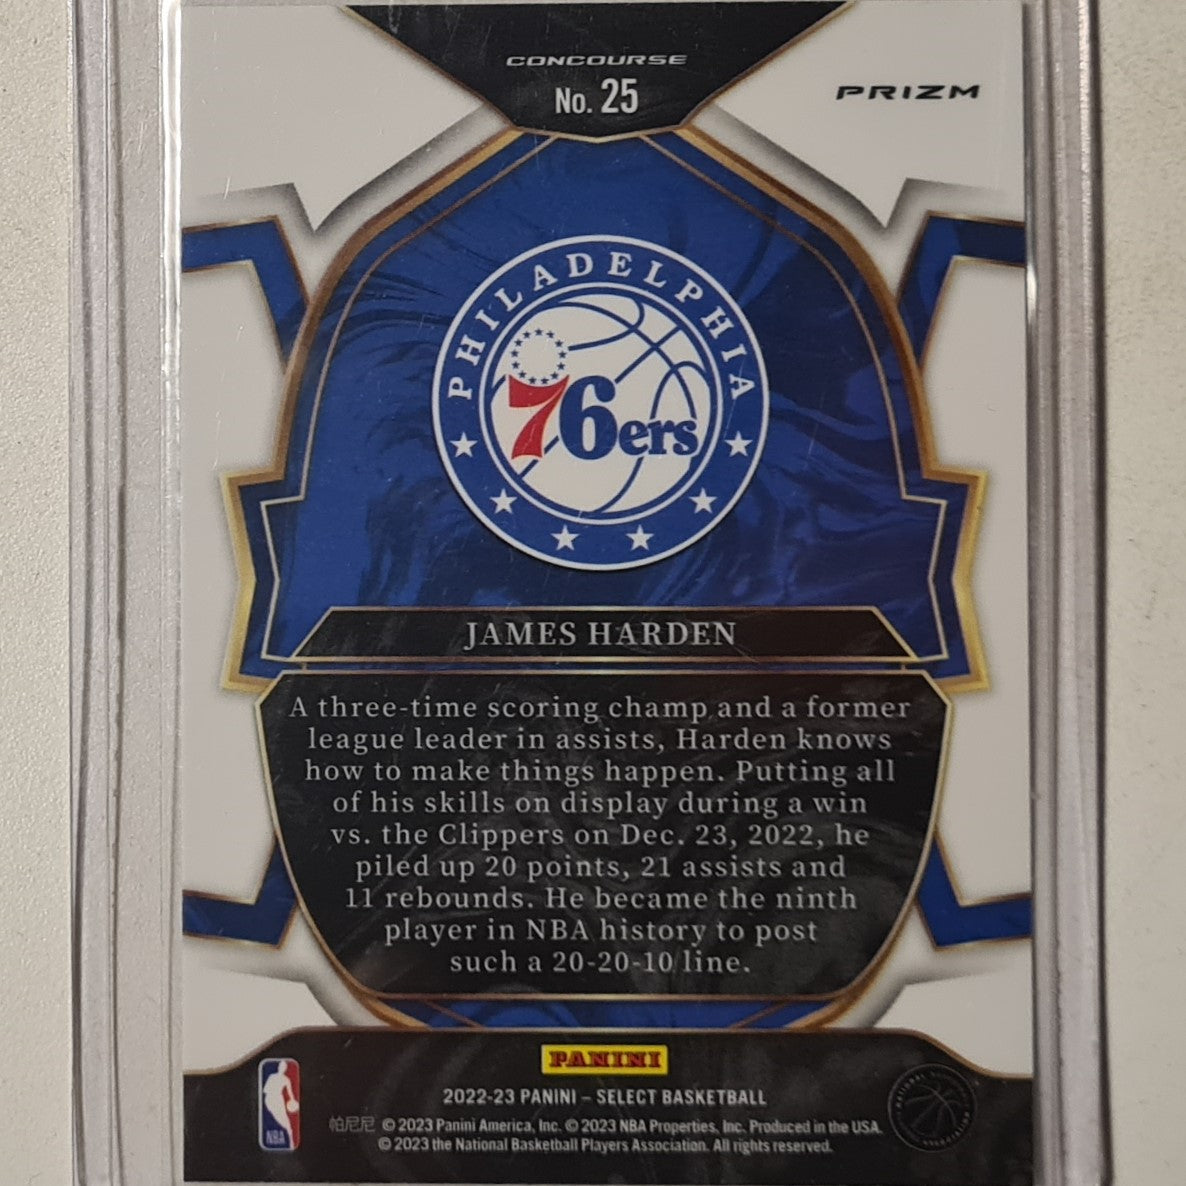 CONCOURSE
No. 25
PRIZM
PHILADELPHIA
76ers
JAMES HARDEN
A three-time scoring champ and a former
league leader in assists, Harden knows
how to make things happen. Putting all
of his skills on display during a win
vs. the Clippers on Dec. 23, 2022, he
piled up 20 points, 21 assists and
11 rebounds. He became the ninth
player in NBA history to post
such a 20-20-10 line.
PANINI
2022-23 PANINI – SELECT BASKETBALL
帕尼尼 © 2023 Panini America, Inc. © 2023 NBA Properties, Inc. Produced in the USA.
© 2023 the National Basketball Players Association. All rights reserved.
NBA